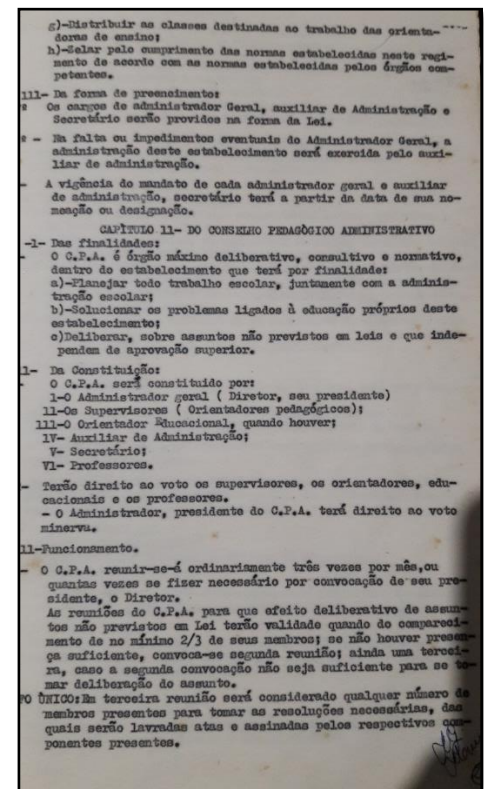 g)-Distribuir as classes destinadas ao trabalho das orienta-
doras de ensino;
h)-Zelar pelo cumprimento das normas estabelecidas neste regi-
mento de acordo com as normas estabelecidas pelos órgãos com-
petentes.
111- Da forma de preencimento:
Os cargos de administrador Geral, auxiliar de Administração e
Secretário serão providos na forma da Lei.
- Na falta ou impedimentos eventuais do Administrador Geral, a
administração deste estabelecimento será exercida pelo auxi-
liar de administração.
- A vigência do mandato de cada administrador geral e auxiliar
de administração, secretário terá a partir da data de sua no-
meação ou designação.
CAPÍTULO 11- DO CONSELHO PEDAGÒGICO ADMINISTRATIVO
-1- Das finalidades:
- O C.P.A. é órgão máximo deliberativo, consultivo e normativo,
dentro do estabelecimento que terá por finalidade:
a)-Planejar todo trabalho escolar, juntamente com a adminis-
tração escolar;
b)-Solucionar os problemas ligados à educação próprios deste
estabelecimento;
c)Deliberar, sobre assuntos não previstos em leis e que inde-
pendem de aprovação superior.
11- Da Constituição:
- O C.P.A. será constituido por:
1-O Administrador geral ( Diretor, seu presidente)
11-Os Supervisores ( Orientadores pedagógicos);
111-O Orientador Educacional, quando houver;
1V- Auxiliar de Administração;
V- Secretário;
V1- Professores.
- Terão direito ao voto os supervisores, os orientadores, edu-
cacionais e os professores.
- O Administrador, presidente do C.P.A. terá direito ao voto
minerva.
11-Funcionamento.
- O C.P.A. reunir-se-á ordinariamente três vezes por mês,ou
quantas vezes se fizer necessário por convocação de seu pre-
sidente, o Diretor.
As reuniões do C.P.A. para que efeito deliberativo de assun-
tos não previstos em Lei terão validade quando do compareci-
mento de no mínimo 2/3 de seus membros; se não houver presen-
ça suficiente, convoca-se segunda reunião; ainda uma tercei-
ra, caso a segunda convocação não seja suficiente para se to-
mar deliberação do assunto.
FO ÚNICO:Em terceira reunião será considerado qualquer número de
membros presentes para tomar as resoluções necessárias, das
quais serão lavradas atas e assinadas pelos respectivos com-
ponentes presentes.